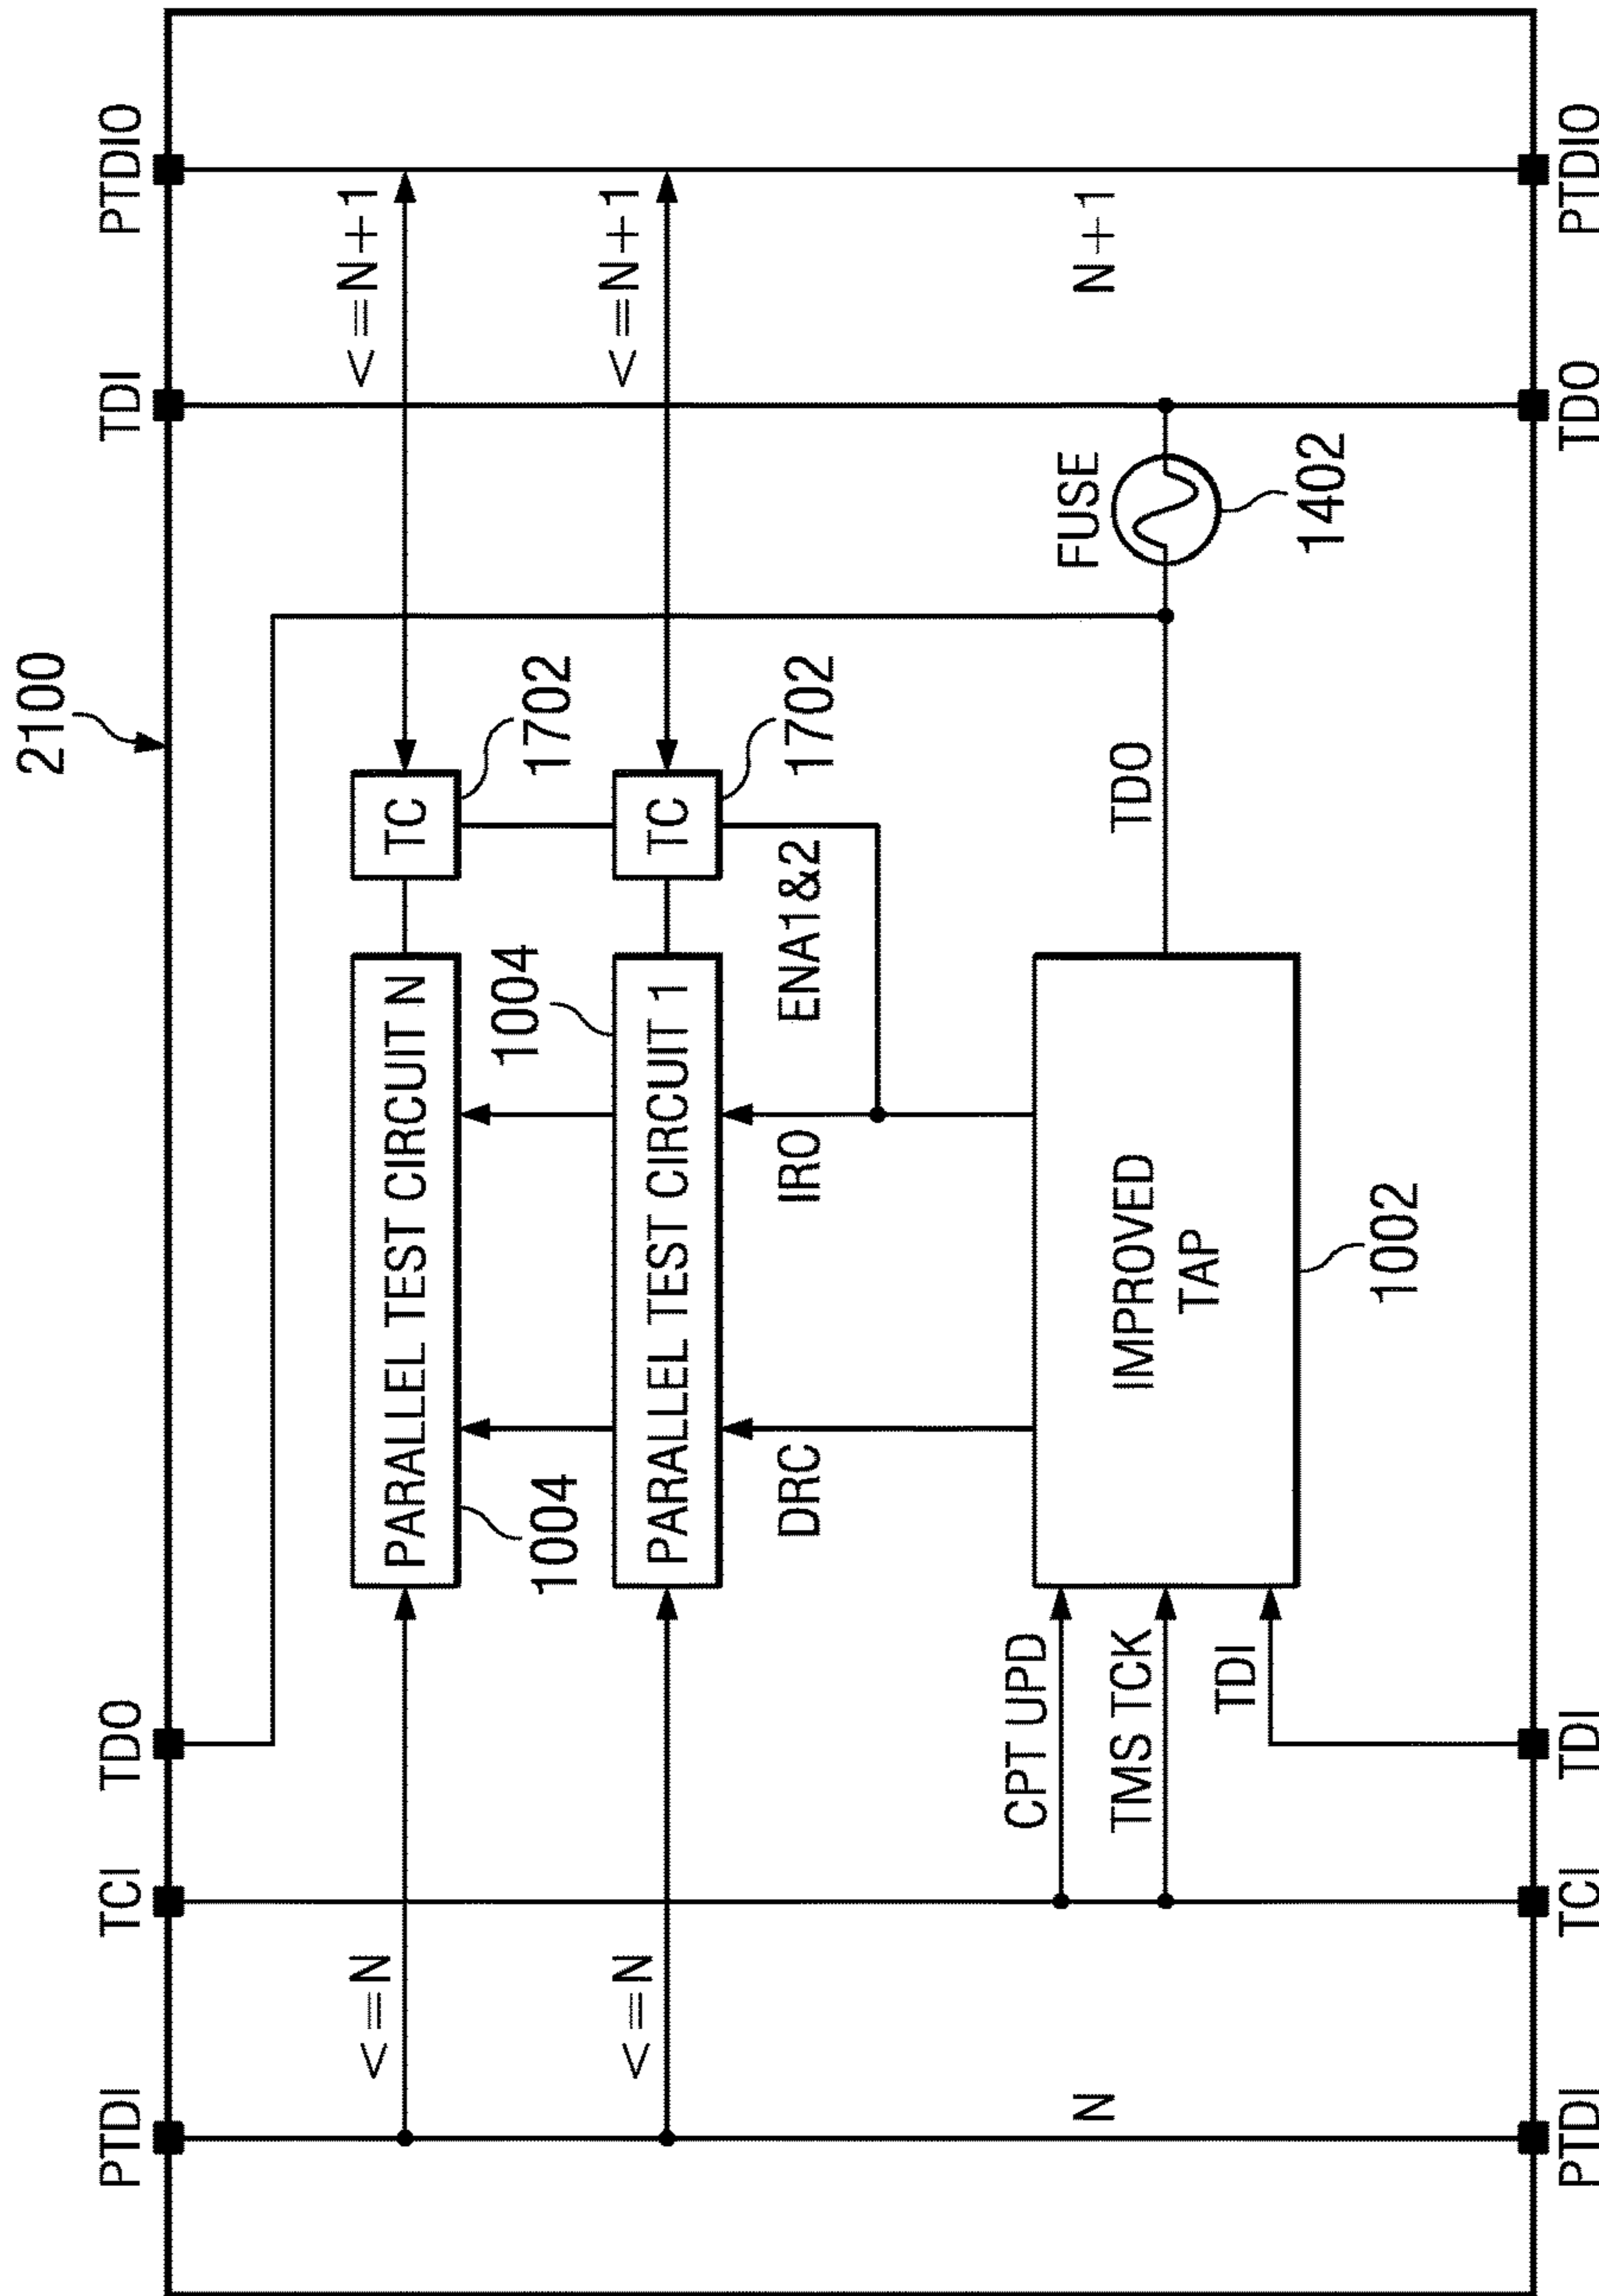 2100
PTDI
TCI
TDO
TDI
PTDIO
<=N
PARALLEL TEST CIRCUIT N
TC
<=N+1
1004
1004
1702
<=N
PARALLEL TEST CIRCUIT 1
TC
<=N+1
DRC
IRO
ENA1&2
1702
CPT UPD
TMS TCK
TDI
IMPROVED
TAP
TDO
FUSE
N
N+1
1002
1402
PTDI
TCI
TDI
TDO
PTDIO